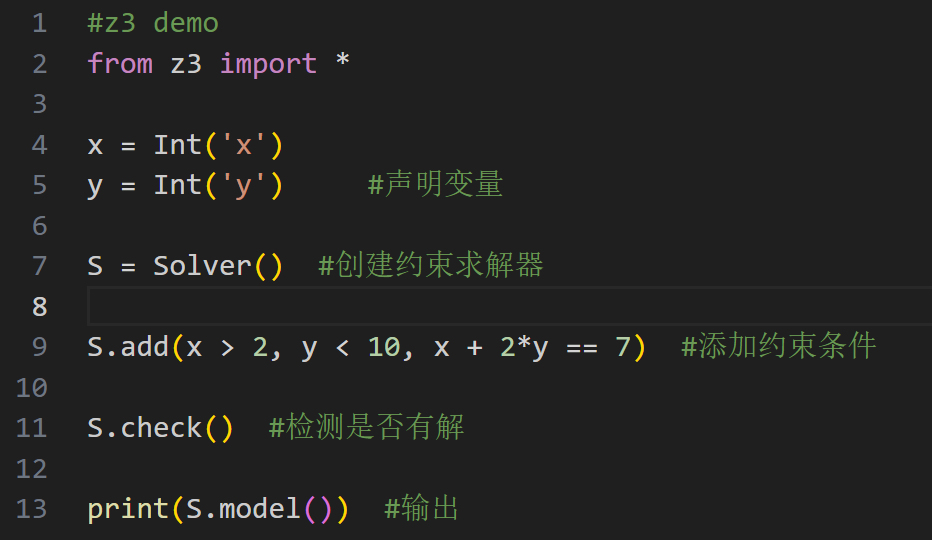 1 #z3 demo
2 from z3 import *
3
4 x = Int('x')
5 y = Int('y')     #声明变量
6
7 S = Solver()  #创建约束求解器
8
9 S.add(x > 2, y < 10, x + 2*y == 7)  #添加约束条件
10
11 S.check()  #检测是否有解
12
13 print(S.model())  #输出